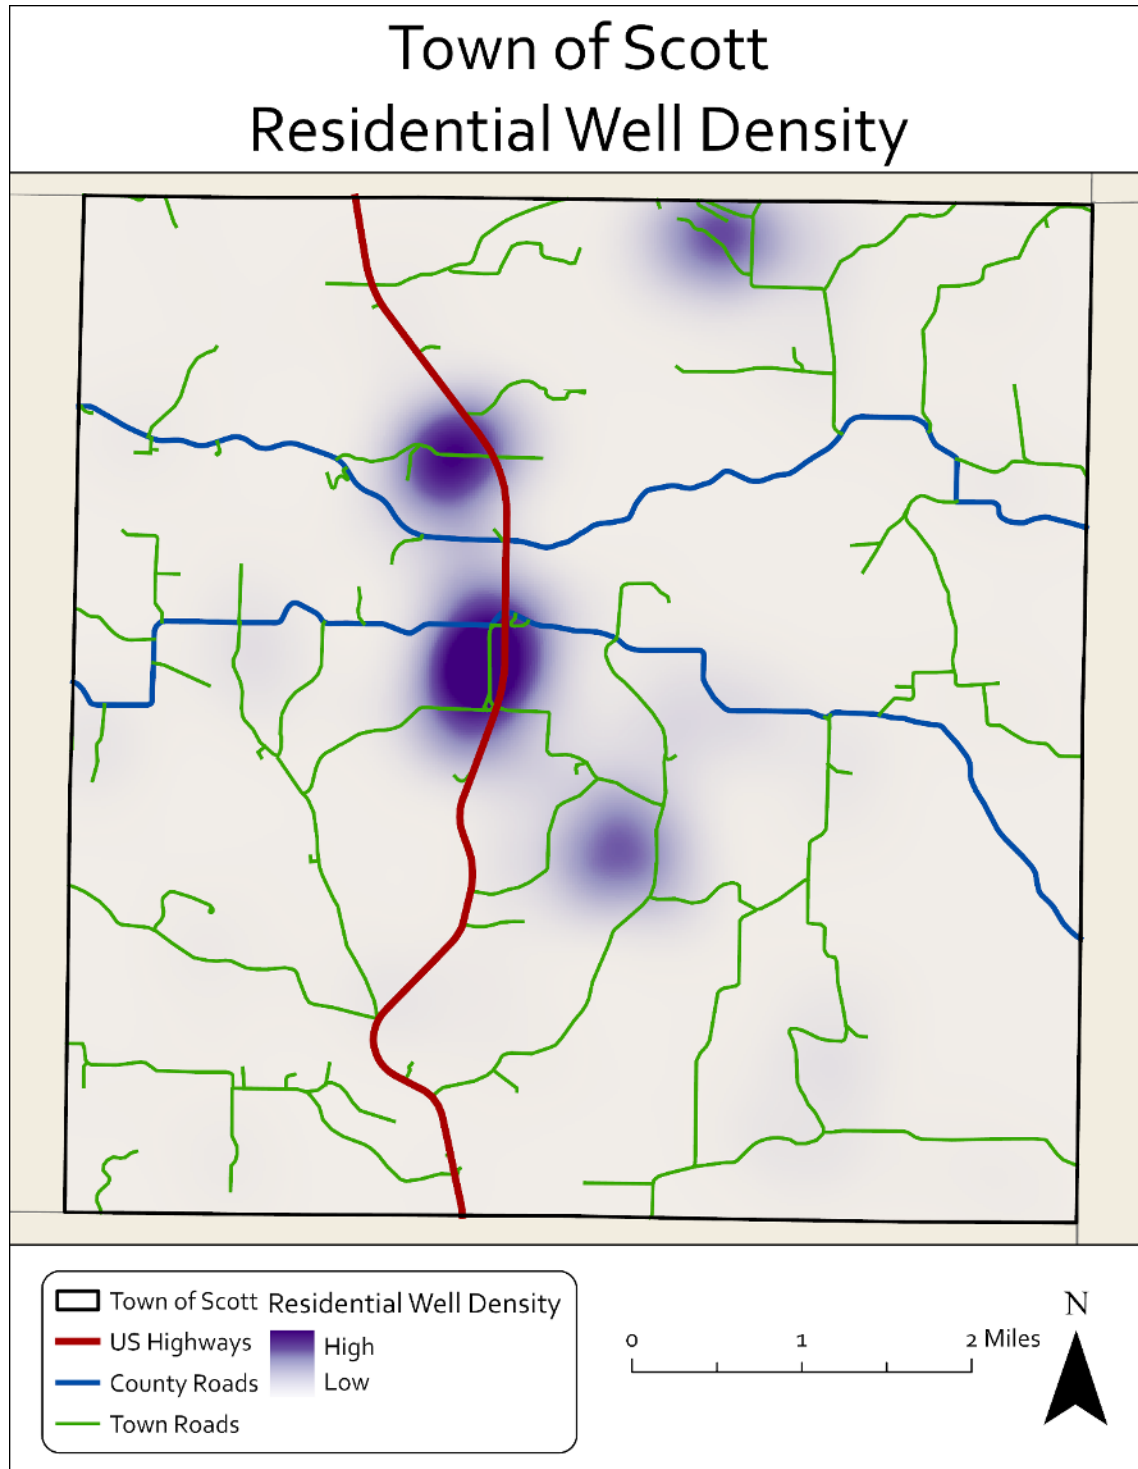 Town of Scott
Residential Well Density
Town of Scott
US Highways
County Roads
Town Roads
Residential Well Density
High
Low
0 1 2 Miles
N